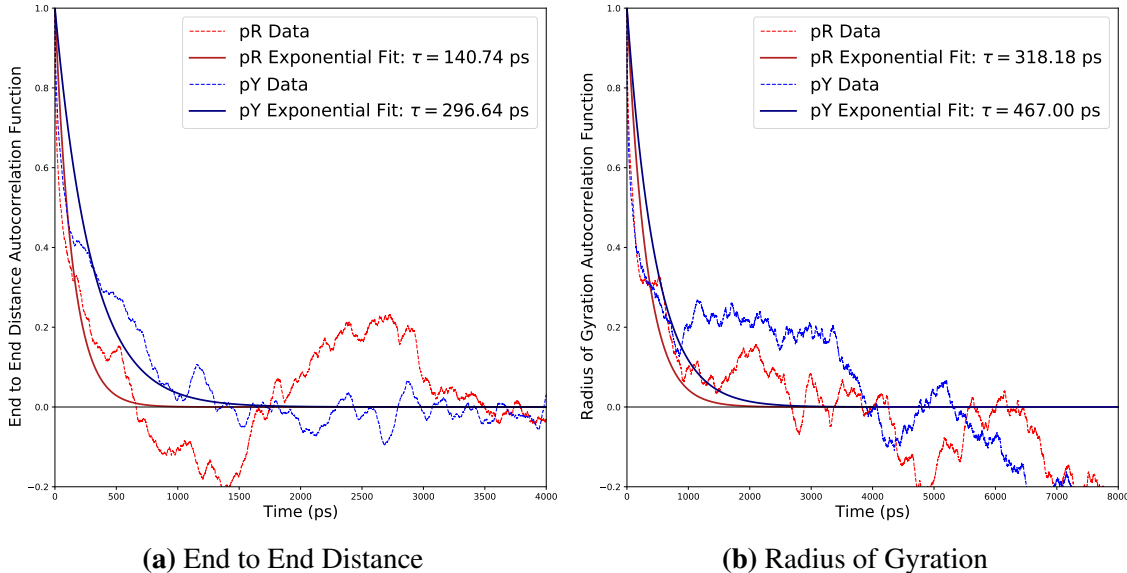 End to End Distance Autocorrelation Function
1.0
0.8
0.6
0.4
0.2
0.0
−0.2
pR Data
pR Exponential Fit: τ = 140.74 ps
pY Data
pY Exponential Fit: τ = 296.64 ps
0 500 1000 1500 2000 2500 3000 3500 4000
Time (ps)
(a) End to End Distance
Radius of Gyration Autocorrelation Function
1.0
0.8
0.6
0.4
0.2
0.0
−0.2
pR Data
pR Exponential Fit: τ = 318.18 ps
pY Data
pY Exponential Fit: τ = 467.00 ps
0 1000 2000 3000 4000 5000 6000 7000 8000
Time (ps)
(b) Radius of Gyration